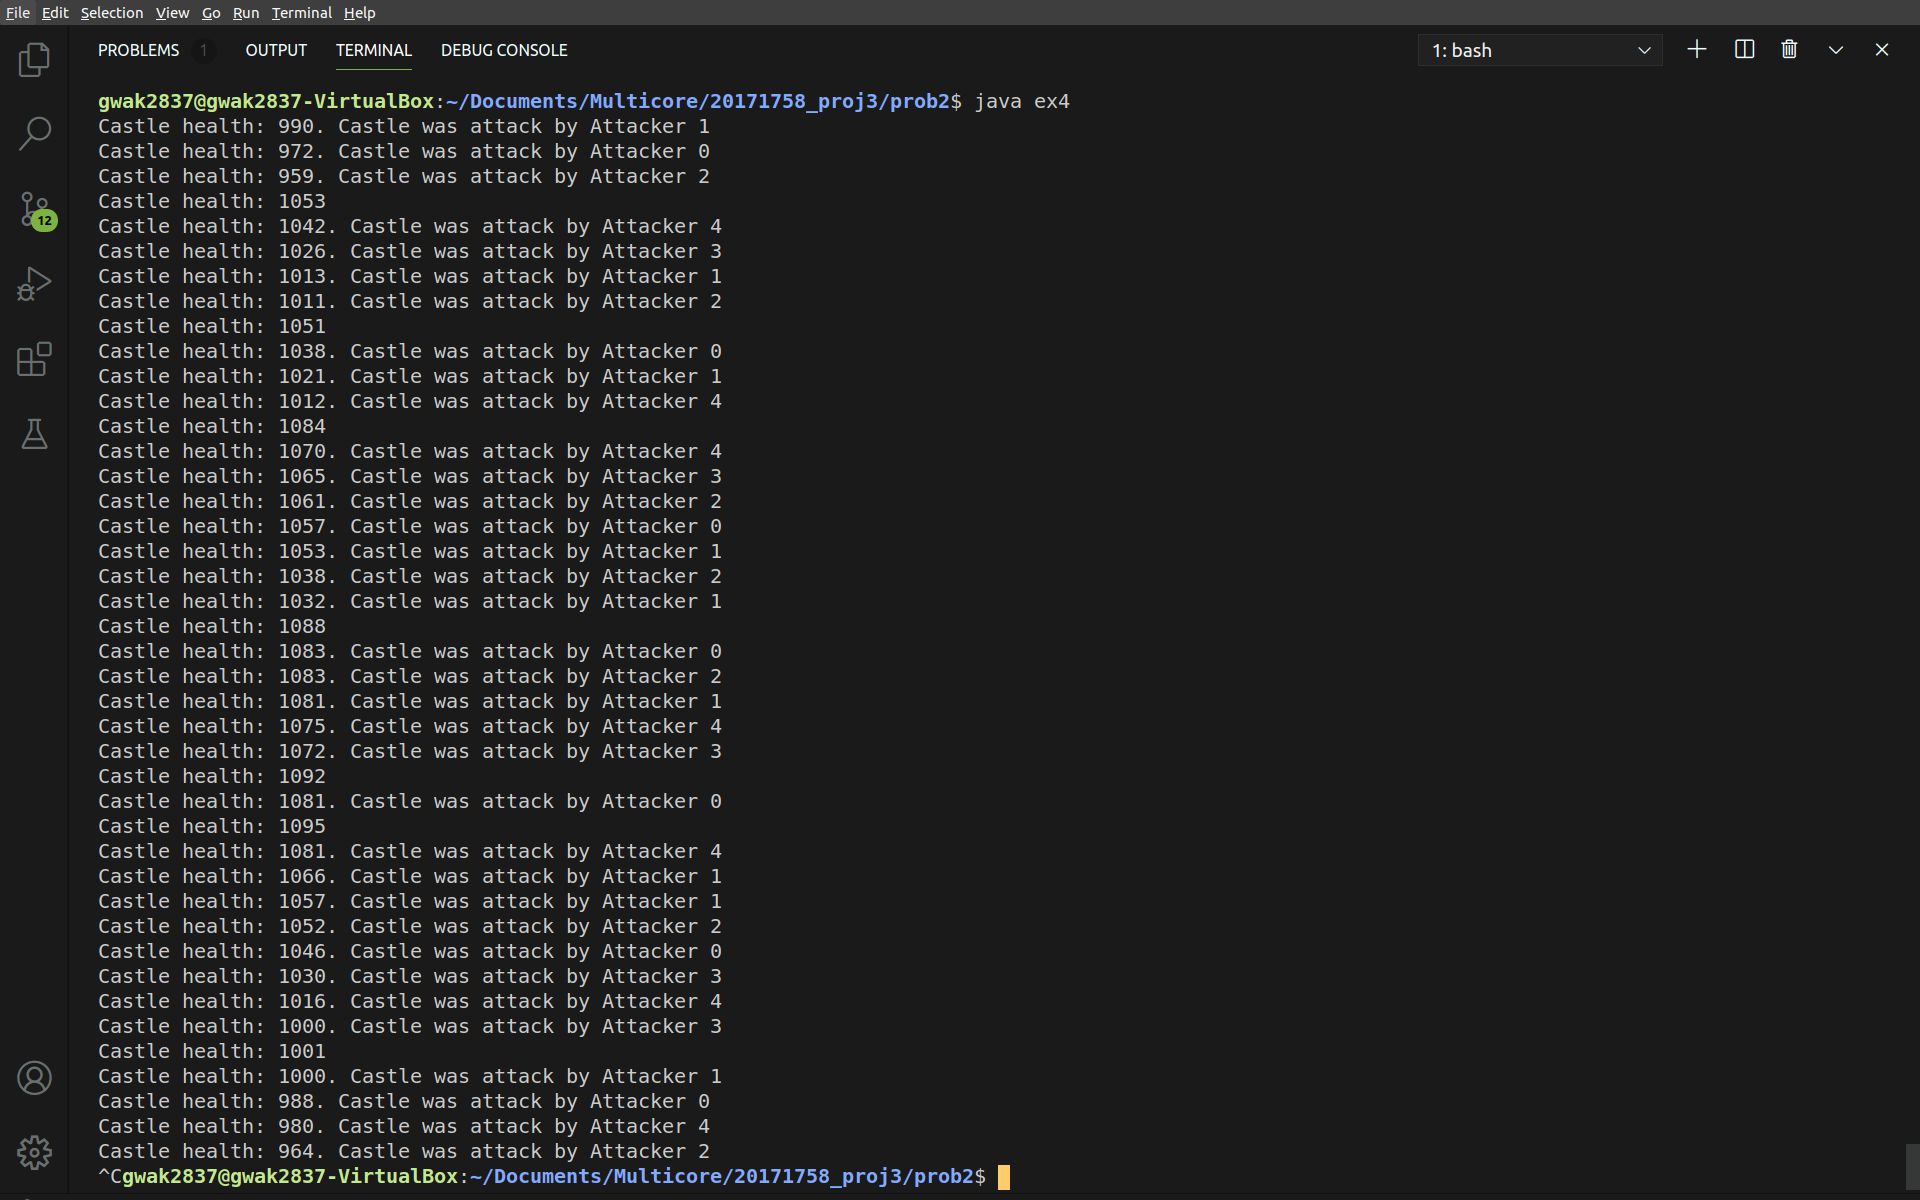 File Edit Selection View Go Run Terminal Help
PROBLEMS 1 OUTPUT TERMINAL DEBUG CONSOLE 1: bash
gwak2837@gwak2837-VirtualBox:~/Documents/Multicore/20171758_proj3/prob2$ java ex4
Castle health: 990. Castle was attack by Attacker 1
Castle health: 972. Castle was attack by Attacker 0
Castle health: 959. Castle was attack by Attacker 2
Castle health: 1053
Castle health: 1042. Castle was attack by Attacker 4
Castle health: 1026. Castle was attack by Attacker 3
Castle health: 1013. Castle was attack by Attacker 1
Castle health: 1011. Castle was attack by Attacker 2
Castle health: 1051
Castle health: 1038. Castle was attack by Attacker 0
Castle health: 1021. Castle was attack by Attacker 1
Castle health: 1012. Castle was attack by Attacker 4
Castle health: 1084
Castle health: 1070. Castle was attack by Attacker 4
Castle health: 1065. Castle was attack by Attacker 3
Castle health: 1061. Castle was attack by Attacker 2
Castle health: 1057. Castle was attack by Attacker 0
Castle health: 1053. Castle was attack by Attacker 1
Castle health: 1038. Castle was attack by Attacker 2
Castle health: 1032. Castle was attack by Attacker 1
Castle health: 1088
Castle health: 1083. Castle was attack by Attacker 0
Castle health: 1083. Castle was attack by Attacker 2
Castle health: 1081. Castle was attack by Attacker 1
Castle health: 1075. Castle was attack by Attacker 4
Castle health: 1072. Castle was attack by Attacker 3
Castle health: 1092
Castle health: 1081. Castle was attack by Attacker 0
Castle health: 1095
Castle health: 1081. Castle was attack by Attacker 4
Castle health: 1066. Castle was attack by Attacker 1
Castle health: 1057. Castle was attack by Attacker 1
Castle health: 1052. Castle was attack by Attacker 2
Castle health: 1046. Castle was attack by Attacker 0
Castle health: 1030. Castle was attack by Attacker 3
Castle health: 1016. Castle was attack by Attacker 4
Castle health: 1000. Castle was attack by Attacker 3
Castle health: 1001
Castle health: 1000. Castle was attack by Attacker 1
Castle health: 988. Castle was attack by Attacker 0
Castle health: 980. Castle was attack by Attacker 4
Castle health: 964. Castle was attack by Attacker 2
^Cgwak2837@gwak2837-VirtualBox:~/Documents/Multicore/20171758_proj3/prob2$
12